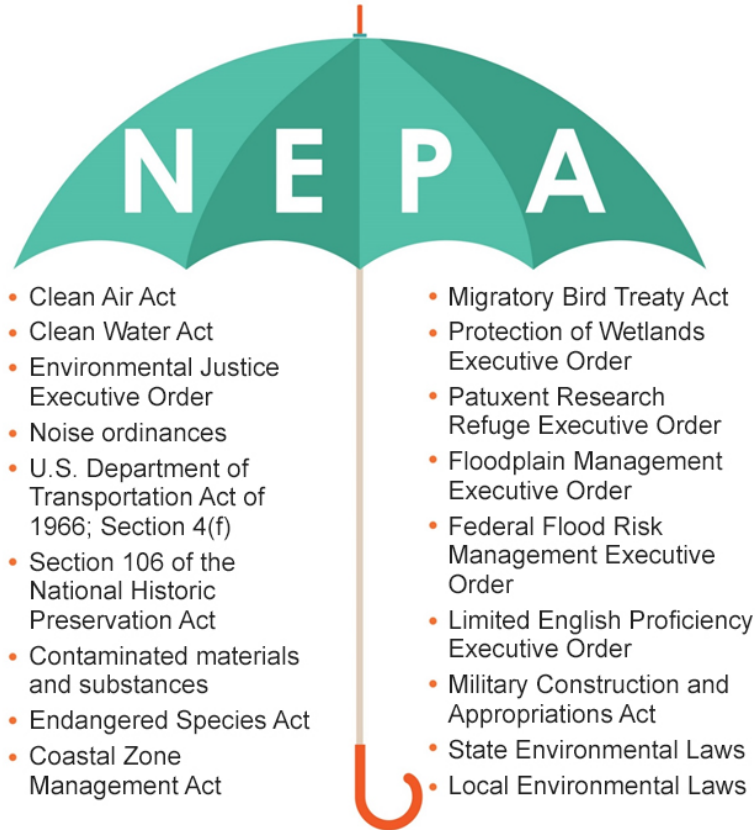 NEPA
• Clean Air Act
• Clean Water Act
• Environmental Justice
Executive Order
• Noise ordinances
• U.S. Department of
Transportation Act of
1966; Section 4(f)
• Section 106 of the
National Historic
Preservation Act
• Contaminated materials
and substances
• Endangered Species Act
• Coastal Zone
Management Act
• Migratory Bird Treaty Act
• Protection of Wetlands
Executive Order
• Patuxent Research
Refuge Executive Order
• Floodplain Management
Executive Order
• Federal Flood Risk
Management Executive
Order
• Limited English Proficiency
Executive Order
• Military Construction and
Appropriations Act
• State Environmental Laws
• Local Environmental Laws